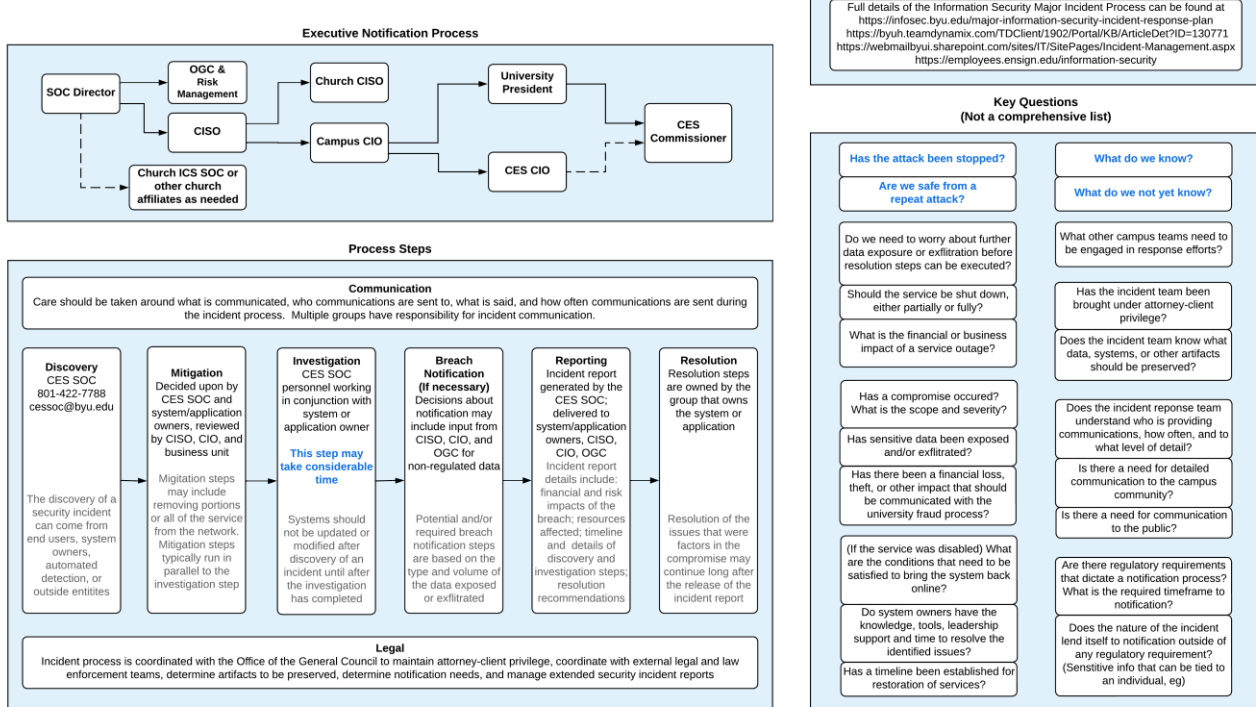 Executive Notification Process
SOC Director
OGC &
Risk
Management
CISO
Church ICS SOC or
other church
affiliates as needed
Church CISO
Campus CIO
University
President
CES CIO
CES
Commissioner
Process Steps
Communication
Care should be taken around what is communicated, who communications are sent to, what is said, and how often communications are sent during
the incident process.  Multiple groups have responsibility for incident communication.
Discovery
CES SOC
801-422-7788
cessoc@byu.edu
The discovery of a
security incident
can come from
end users, system
owners,
automated
detection, or
outside entitites
Mitigation
Decided upon by
CES SOC and
system/application
owners, reviewed
by CISO, CIO, and
business unit
Migitation steps
may include
removing portions
or all of the service
from the network.
Mitigation steps
typically run in
parallel to the
investigation step
Investigation
CES SOC
personnel working
in conjunction with
system or
application owner
This step may
take considerable
time
Systems should
not be updated or
modified after
discovery of an
incident until after
the investigation
has completed
Breach
Notification
(If necessary)
Decisions about
notification may
include input from
CISO, CIO, and
OGC for
non-regulated data
Potential and/or
required breach
notification steps
are based on the
type and volume of
the data exposed
or exflitrated
Reporting
Incident report
generated by the
CES SOC;
delivered to
system/application
owners, CISO,
CIO, OGC
Incident report
details include:
financial and risk
impacts of the
breach; resources
affected; timeline
and  details of
discovery and
investigation steps;
resolution
recommendations
Resolution
Resolution steps
are owned by the
group that owns
the system or
application
Resolution of the
issues that were
factors in the
compromise may
continue long after
the release of the
incident report
Legal
Incident process is coordinated with the Office of the General Council to maintain attorney-client privilege, coordinate with external legal and law
enforcement teams, determine artifacts to be preserved, determine notification needs, and manage extended security incident reports
Full details of the Information Security Major Incident Process can be found at
https://infosec.byu.edu/major-information-security-incident-response-plan
https://byuh.teamdynamix.com/TDClient/1902/Portal/KB/ArticleDet?ID=130771
https://webmailbyui.sharepoint.com/sites/IT/SitePages/Incident-Management.aspx
https://employees.ensign.edu/information-security
Key Questions
(Not a comprehensive list)
Has the attack been stopped?
Are we safe from a
repeat attack?
Do we need to worry about further
data exposure or exflitration before
resolution steps can be executed?
Should the service be shut down,
either partially or fully?
What is the financial or business
impact of a service outage?
Has a compromise occured?
What is the scope and severity?
Has sensitive data been exposed
and/or exflitrated?
Has there been a financial loss,
theft, or other impact that should
be communicated with the
university fraud process?
(If the service was disabled) What
are the conditions that need to be
satisfied to bring the system back
online?
Do system owners have the
knowledge, tools, leadership
support and time to resolve the
identified issues?
Has a timeline been established for
restoration of services?
What do we know?
What do we not yet know?
What other campus teams need to
be engaged in response efforts?
Has the incident team been
brought under attorney-client
privilege?
Does the incident team know what
data, systems, or other artifacts
should be preserved?
Does the incident reponse team
understand who is providing
communications, how often, and to
what level of detail?
Is there a need for detailed
communication to the campus
community?
Is there a need for communication
to the public?
Are there regulatory requirements
that dictate a notification process?
What is the required timeframe to
notification?
Does the nature of the incident
lend itself to notification outside of
any regulatory requirement?
(Sentitive info that can be tied to
an individual, eg)